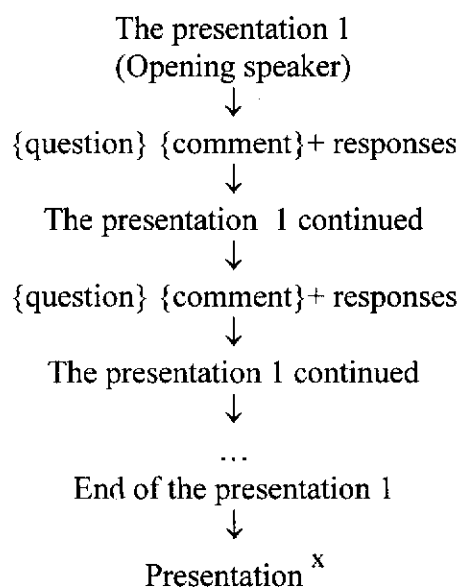 The presentation 1
(Opening speaker)
↓
{question} {comment}+ responses
↓
The presentation 1 continued
↓
{question} {comment}+ responses
↓
The presentation 1 continued
↓
...
End of the presentation 1
↓
Presentation x